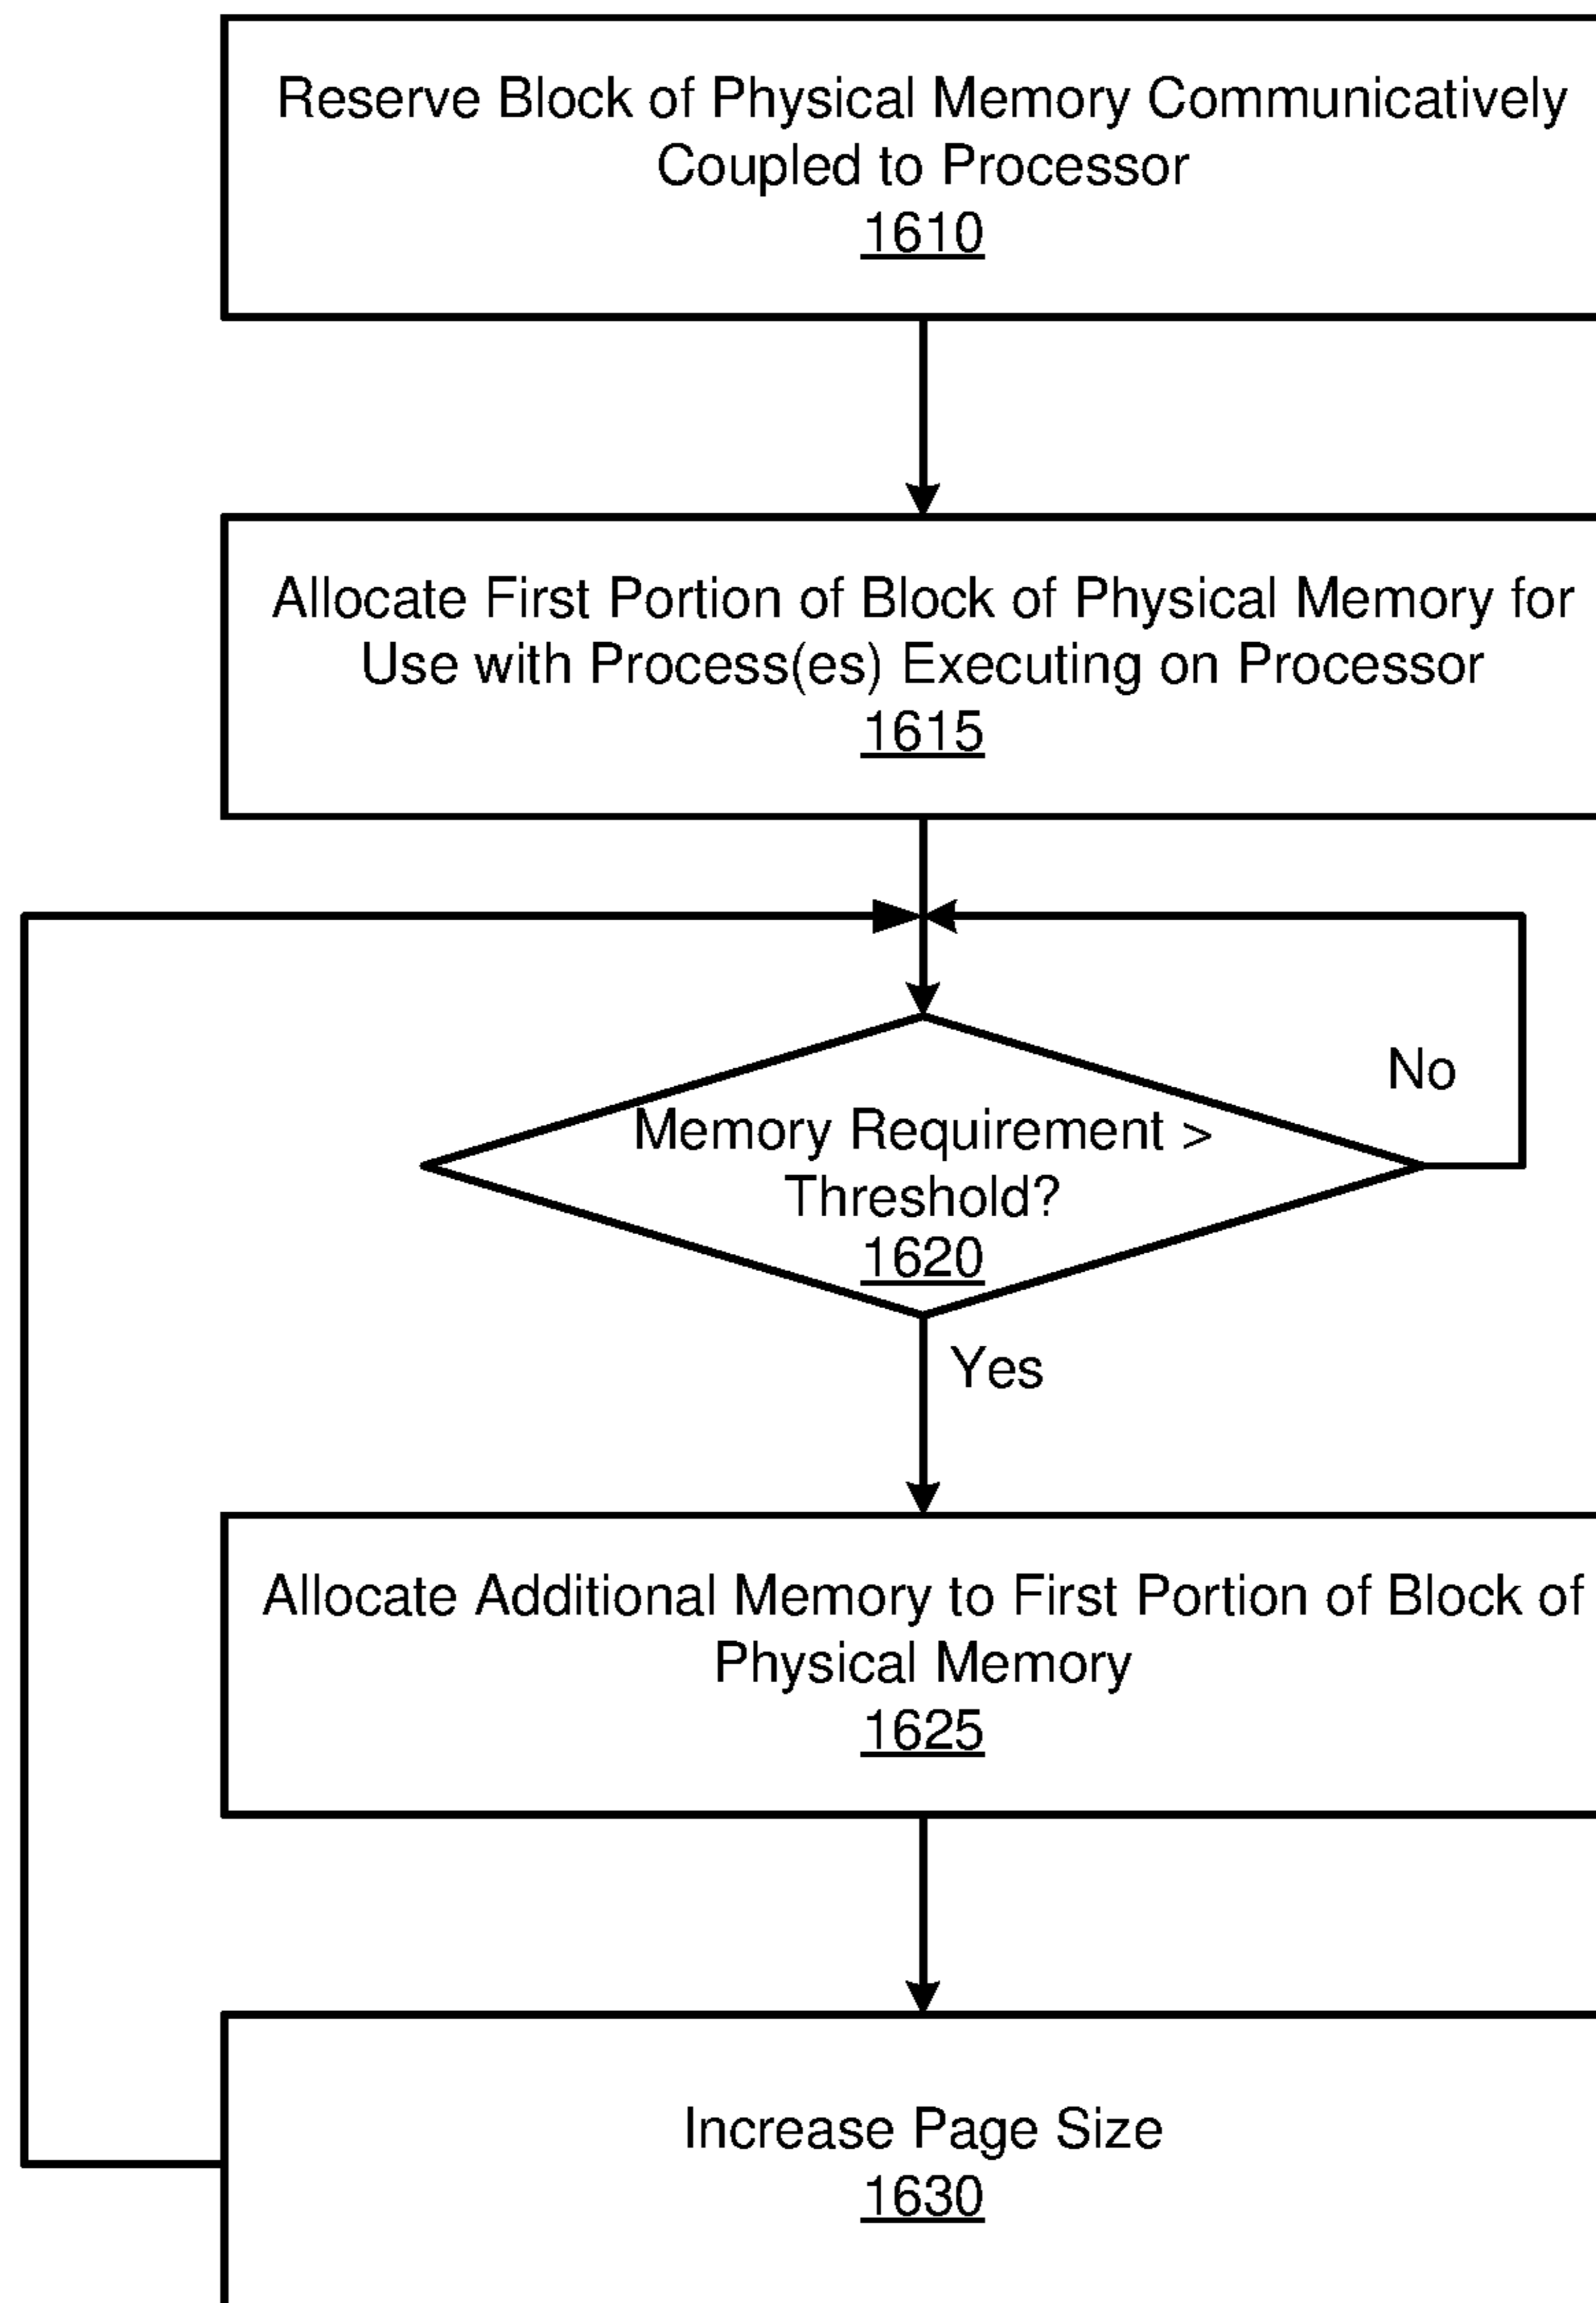 Reserve Block of Physical Memory Communicatively
Coupled to Processor
1610
Allocate First Portion of Block of Physical Memory for
Use with Process(es) Executing on Processor
1615
No
Memory Requirement >
Threshold?
1620
Yes
Allocate Additional Memory to First Portion of Block of
Physical Memory
1625
Increase Page Size
1630